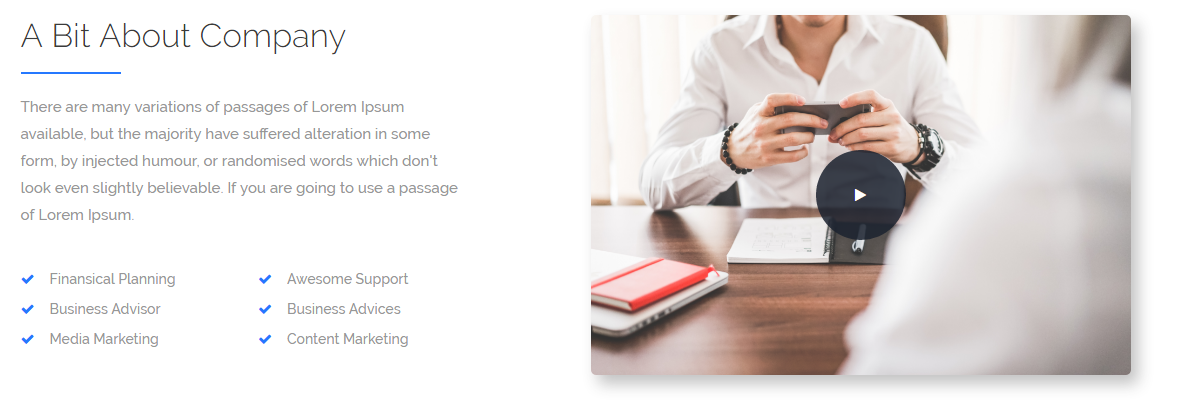 A Bit About Company
There are many variations of passages of Lorem Ipsum
available, but the majority have suffered alteration in some
form, by injected humour, or randomised words which don't
look even slightly believable. If you are going to use a passage
of Lorem Ipsum.
Finansical Planning
Awesome Support
Business Advisor
Business Advices
Media Marketing
Content Marketing